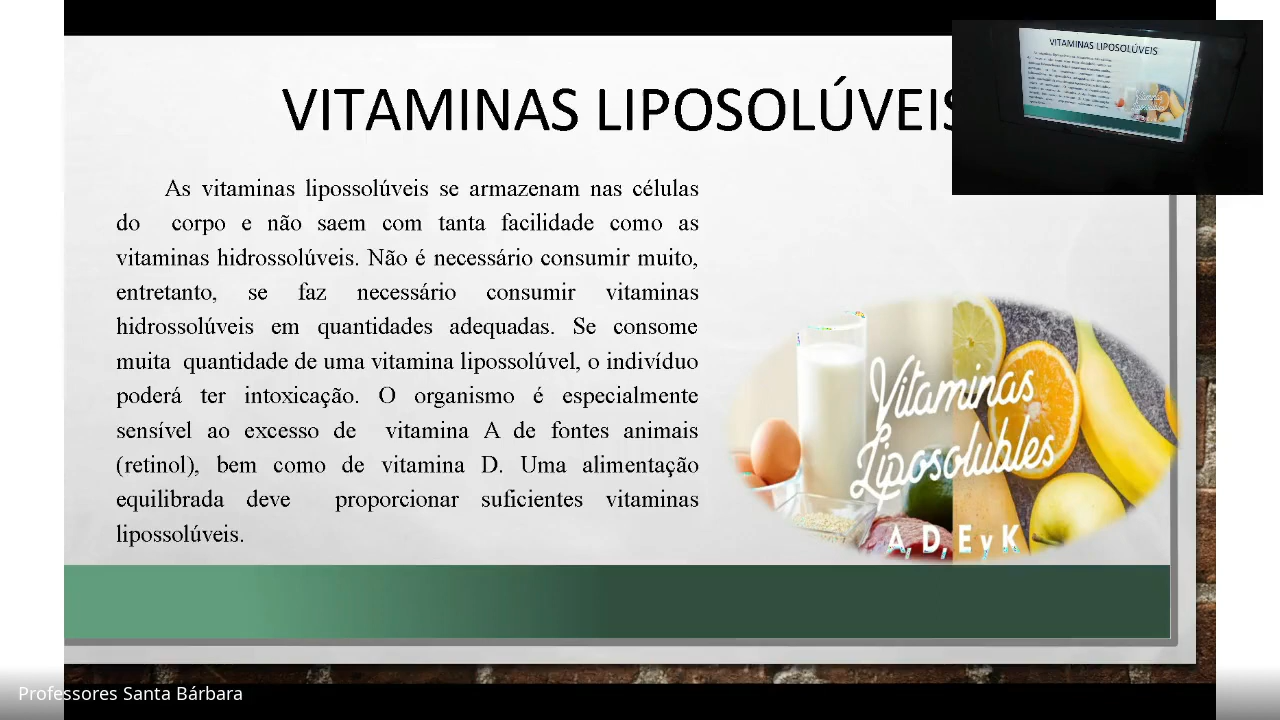 VITAMINAS LIPOSOLÚVEIS
As vitaminas lipossolúveis se armazenam nas células
do corpo e não saem com tanta facilidade como as
vitaminas hidrossolúveis. Não é necessário consumir muito,
entretanto, se faz necessário consumir vitaminas
hidrossolúveis em quantidades adequadas. Se consome
muita quantidade de uma vitamina lipossolúvel, o indivíduo
poderá ter intoxicação. O organismo é especialmente
sensível ao excesso de vitamina A de fontes animais
(retinol), bem como de vitamina D. Uma alimentação
equilibrada deve proporcionar suficientes vitaminas
lipossolúveis.
Vitaminas
Liposolubles
A, D, E y K
VITAMINAS LIPOSOLÚVEIS
Professores Santa Bárbara